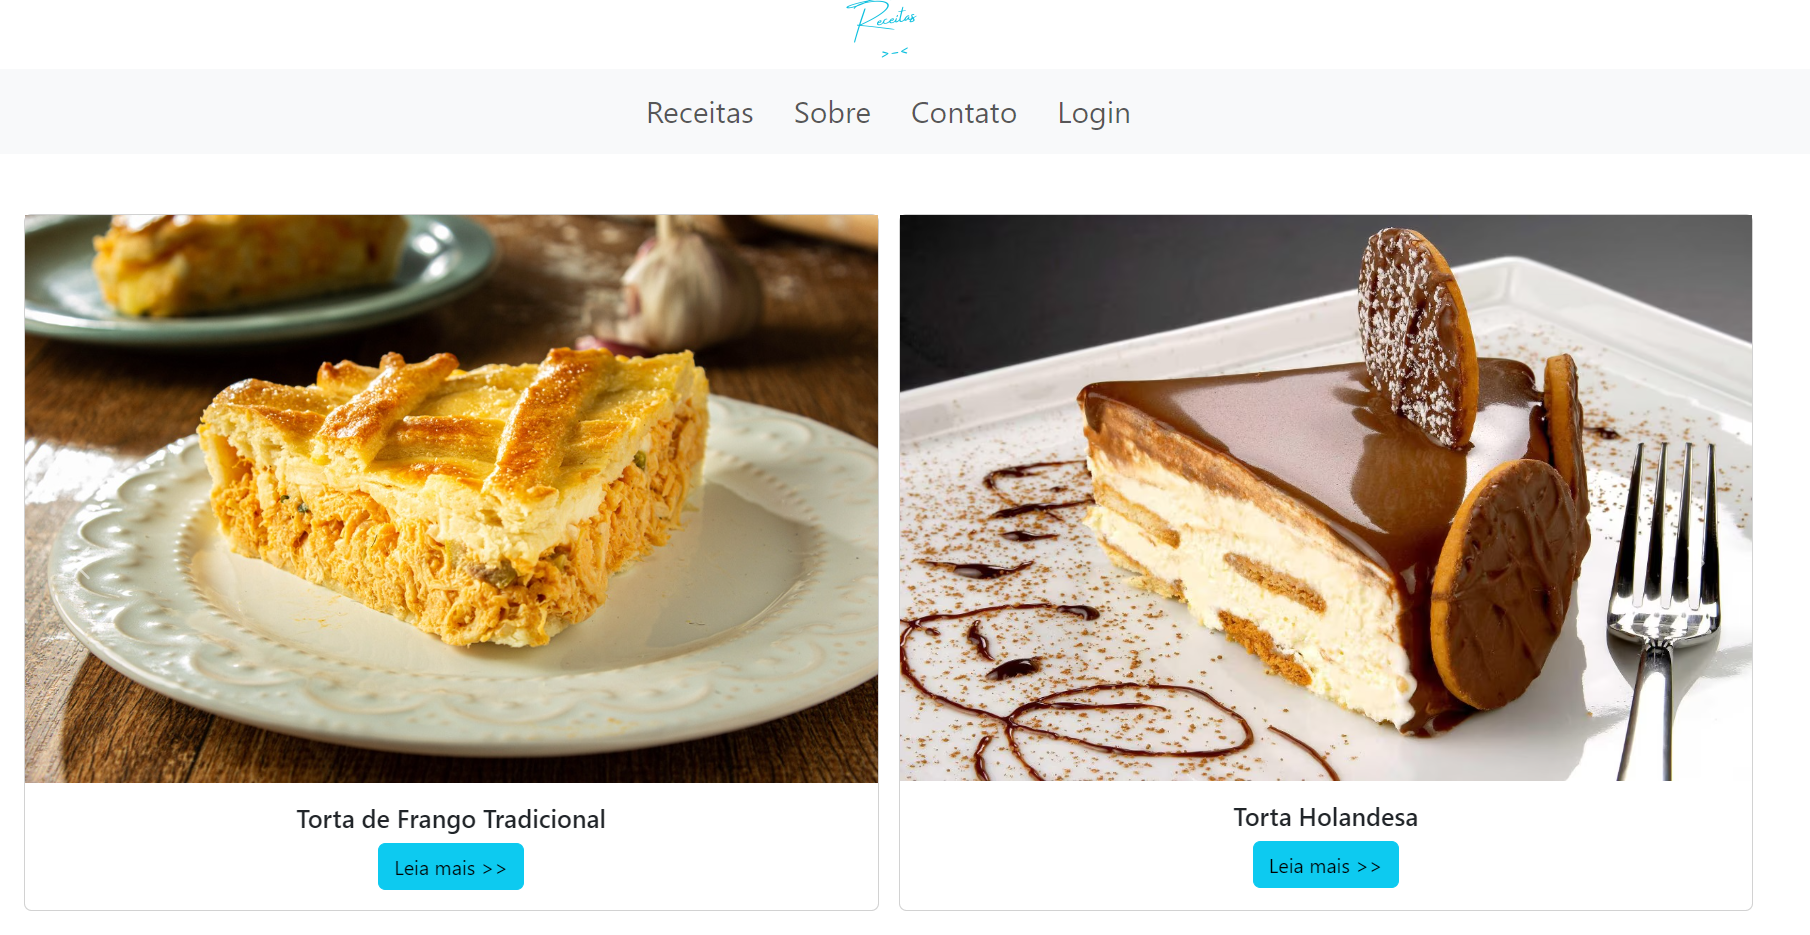 Receitas
>-<
Receitas Sobre Contato Login
Torta de Frango Tradicional
Leia mais >>
Torta Holandesa
Leia mais >>